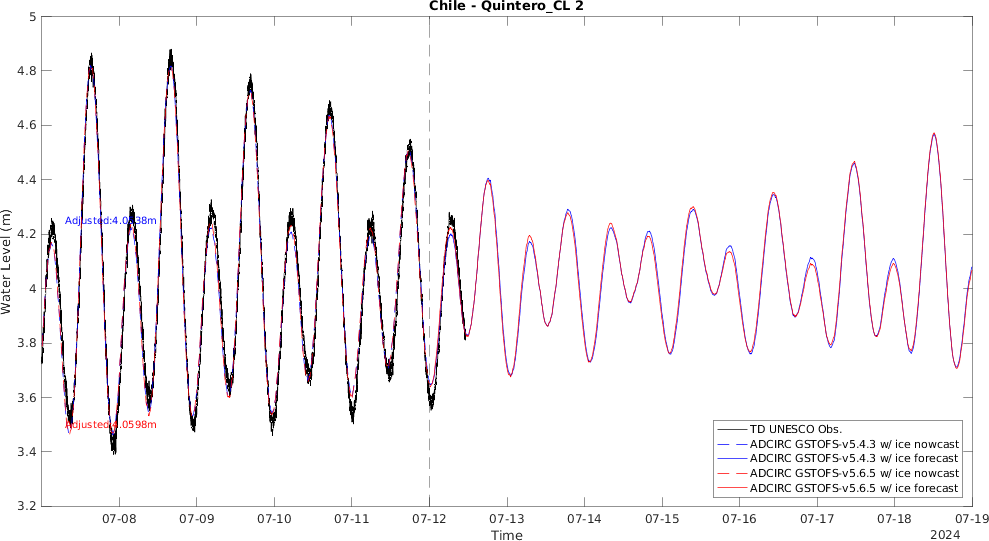 Chile - Quintero_CL 2
Water Level (m)
5
4.8
4.6
4.4
4.2
4
3.8
3.6
3.4
3.2
Adjusted:4.0598m
TD UNESCO Obs.
ADCIRC GSTOFS-v5.4.3 w/ ice nowcast
ADCIRC GSTOFS-v5.4.3 w/ ice forecast
ADCIRC GSTOFS-v5.6.5 w/ ice nowcast
ADCIRC GSTOFS-v5.6.5 w/ ice forecast
07-08 07-09 07-10 07-11 07-12 07-13 07-14 07-15 07-16 07-17 07-18 07-19
Time
2024